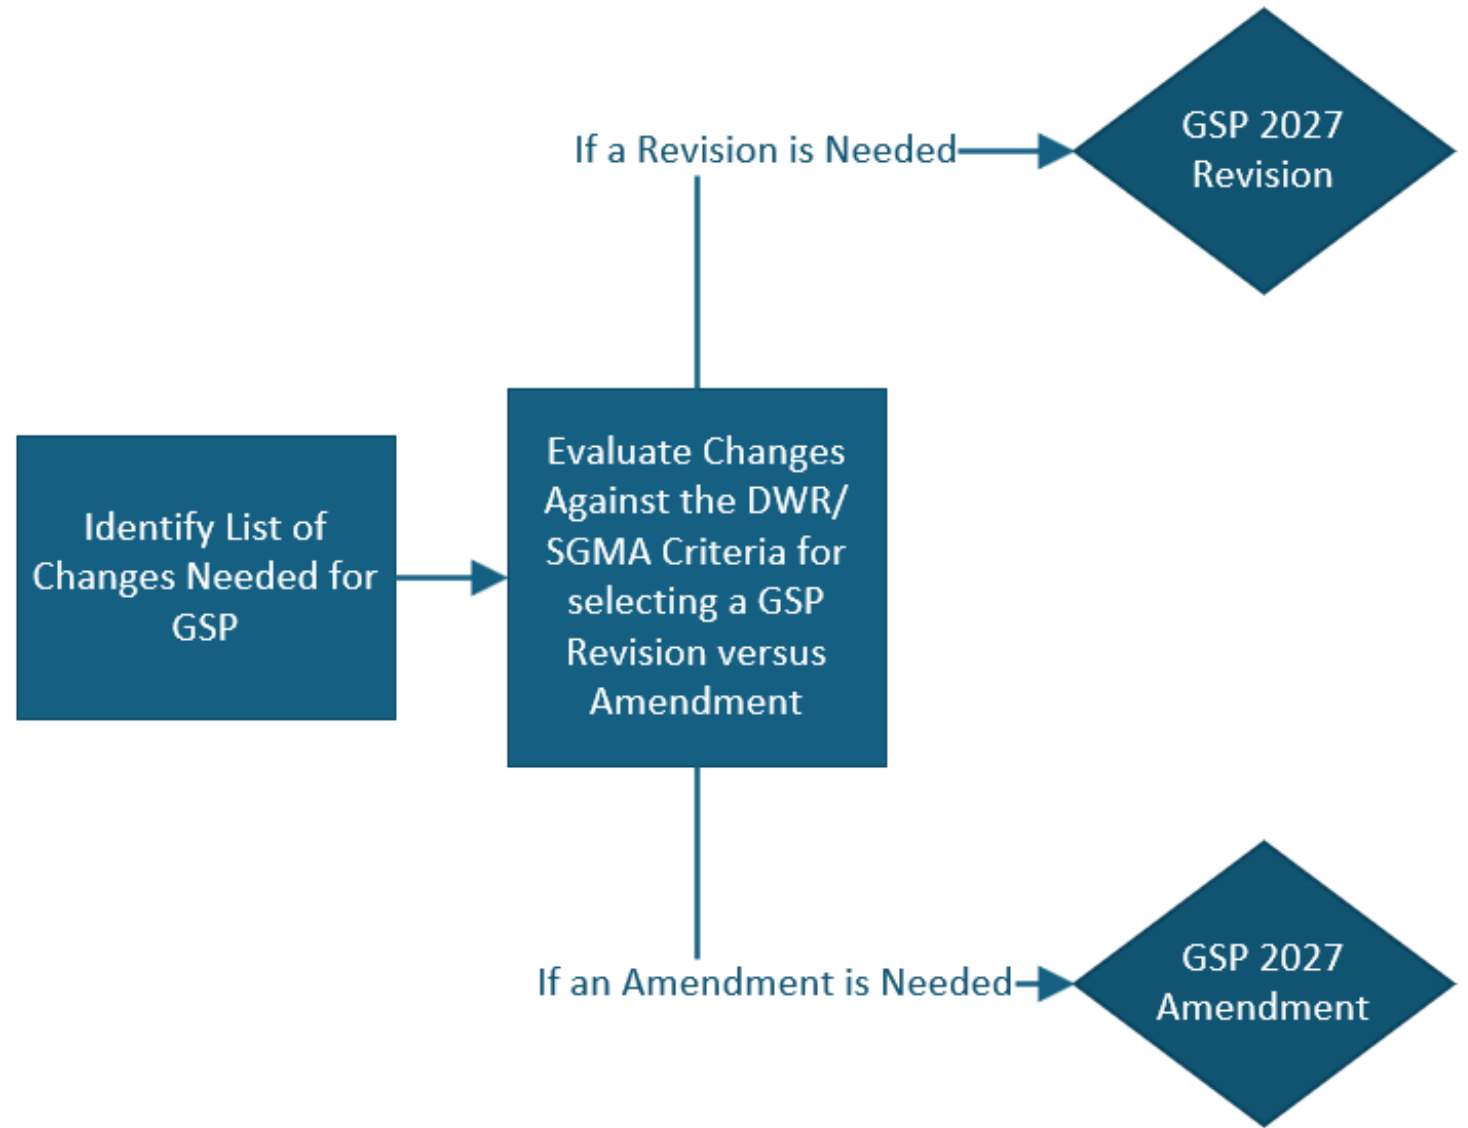 If a Revision is Needed
GSP 2027
Revision
Identify List of
Changes Needed for
GSP
Evaluate Changes
Against the DWR/
SGMA Criteria for
selecting a GSP
Revision versus
Amendment
If an Amendment is Needed
GSP 2027
Amendment